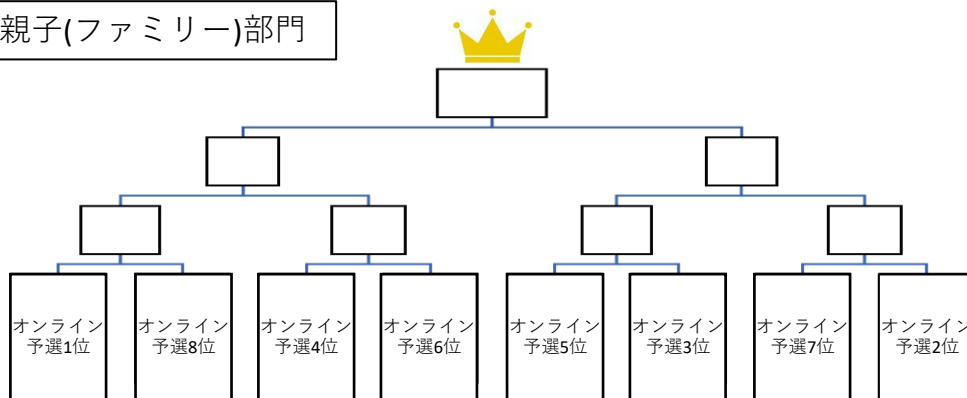 親子(ファミリー)部門
オンライン
予選1位
オンライン
予選8位
オンライン
予選4位
オンライン
予選6位
オンライン
予選5位
オンライン
予選3位
オンライン
予選7位
オンライン
予選2位